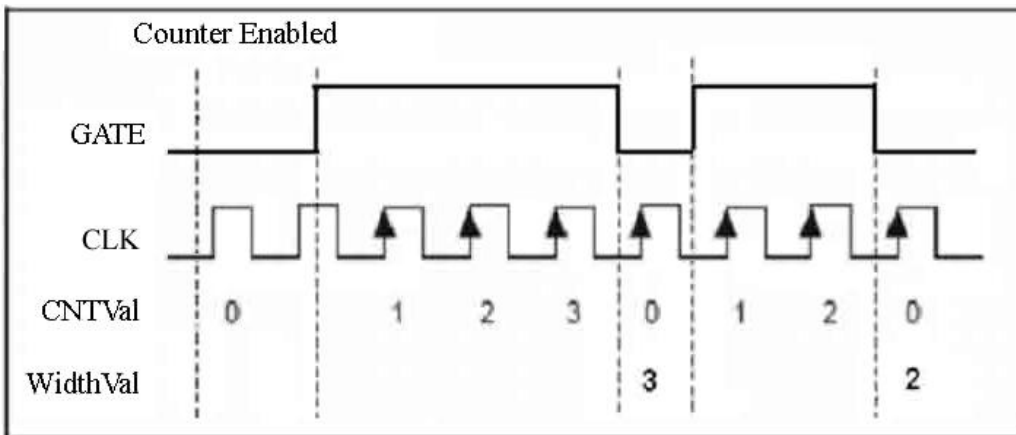 Counter Enabled
GATE
CLK
CNTVal 0 1 2 3 0 1 2 0
WidthVal 3 2